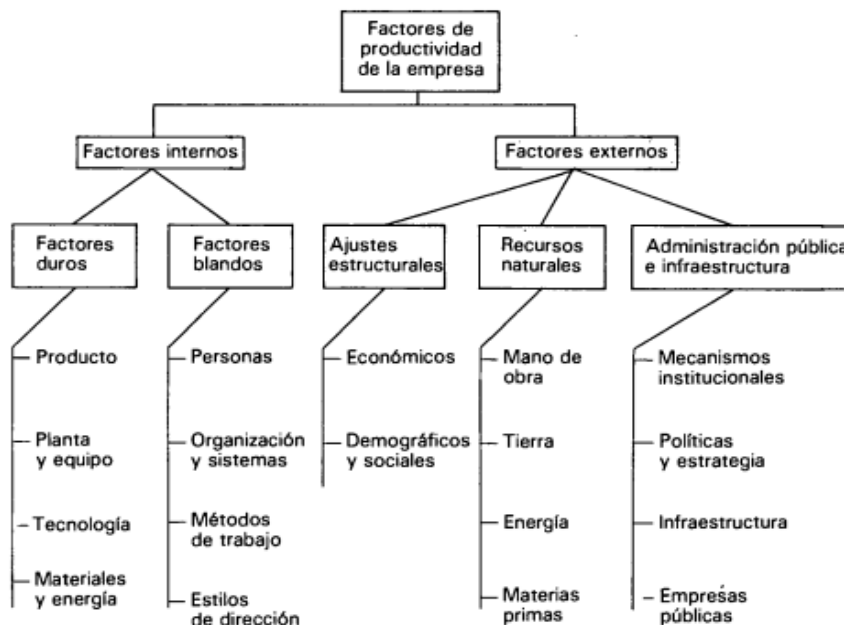 Factores de
productividad
de la empresa
Factores internos
Factores externos
Factores
duros
Factores
blandos
Ajustes
estructurales
Recursos
naturales
Administración pública
e infraestructura
Producto
Planta
y equipo
Tecnología
Materiales
y energía
Personas
Organización
y sistemas
Métodos
de trabajo
Estilos
de dirección
Económicos
Demográficos
y sociales
Mano de
obra
Tierra
Energía
Materias
primas
Mecanismos
institucionales
Políticas
y estrategia
Infraestructura
Empresas
públicas